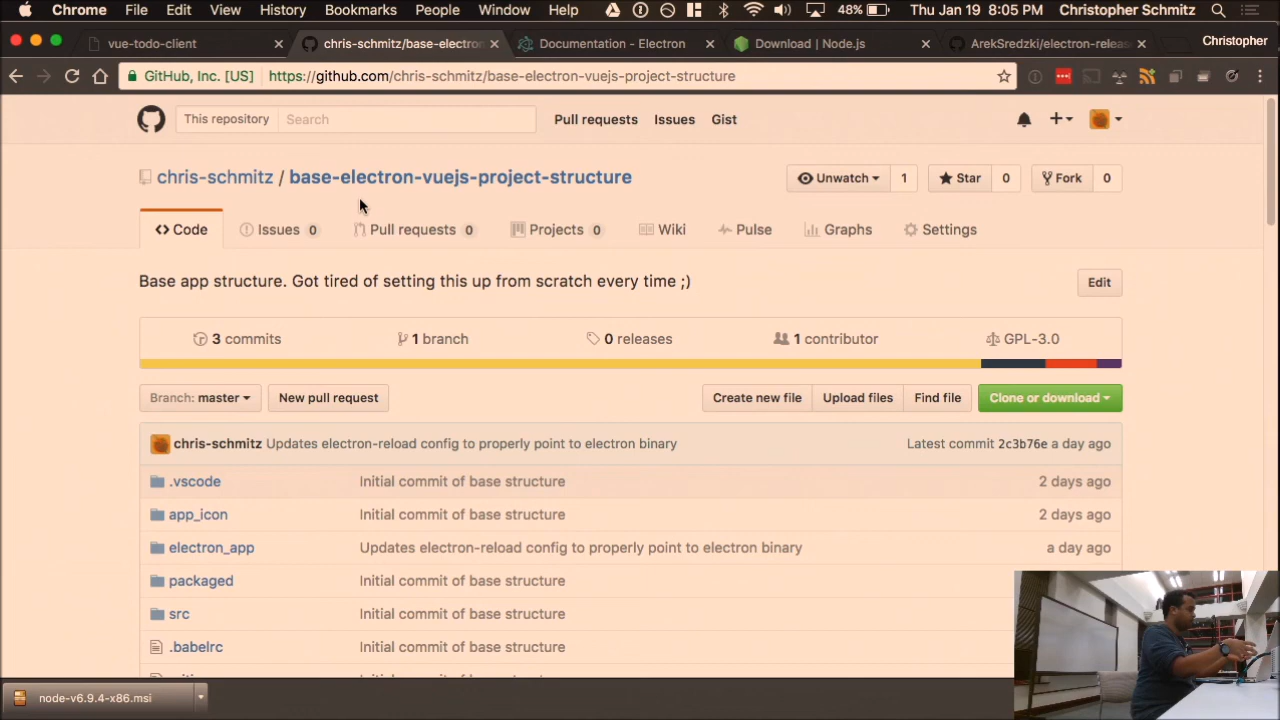 Chrome File Edit View History Bookmarks People Window Help 48% Thu Jan 19 8:05 PM Christopher Schmitz
vue-todo-client
chris-schmitz/base-electron
Documentation - Electron
Download | Node.js
ArekSredzki/electron-relea
Christopher
GitHub, Inc. [US] https://github.com/chris-schmitz/base-electron-vuejs-project-structure
This repository Search Pull requests Issues Gist
chris-schmitz / base-electron-vuejs-project-structure
Unwatch 1 Star 0 Fork 0
Code Issues 0 Pull requests 0 Projects 0 Wiki Pulse Graphs Settings
Base app structure. Got tired of setting this up from scratch every time ;) Edit
3 commits 1 branch 0 releases 1 contributor GPL-3.0
Branch: master New pull request Create new file Upload files Find file Clone or download
chris-schmitz Updates electron-reload config to properly point to electron binary Latest commit 2c3b76e a day ago
.vscode Initial commit of base structure 2 days ago
app_icon Initial commit of base structure 2 days ago
electron_app Updates electron-reload config to properly point to electron binary a day ago
packaged Initial commit of base structure
src Initial commit of base structure
.babelrc Initial commit of base structure
node-v6.9.4-x86.msi